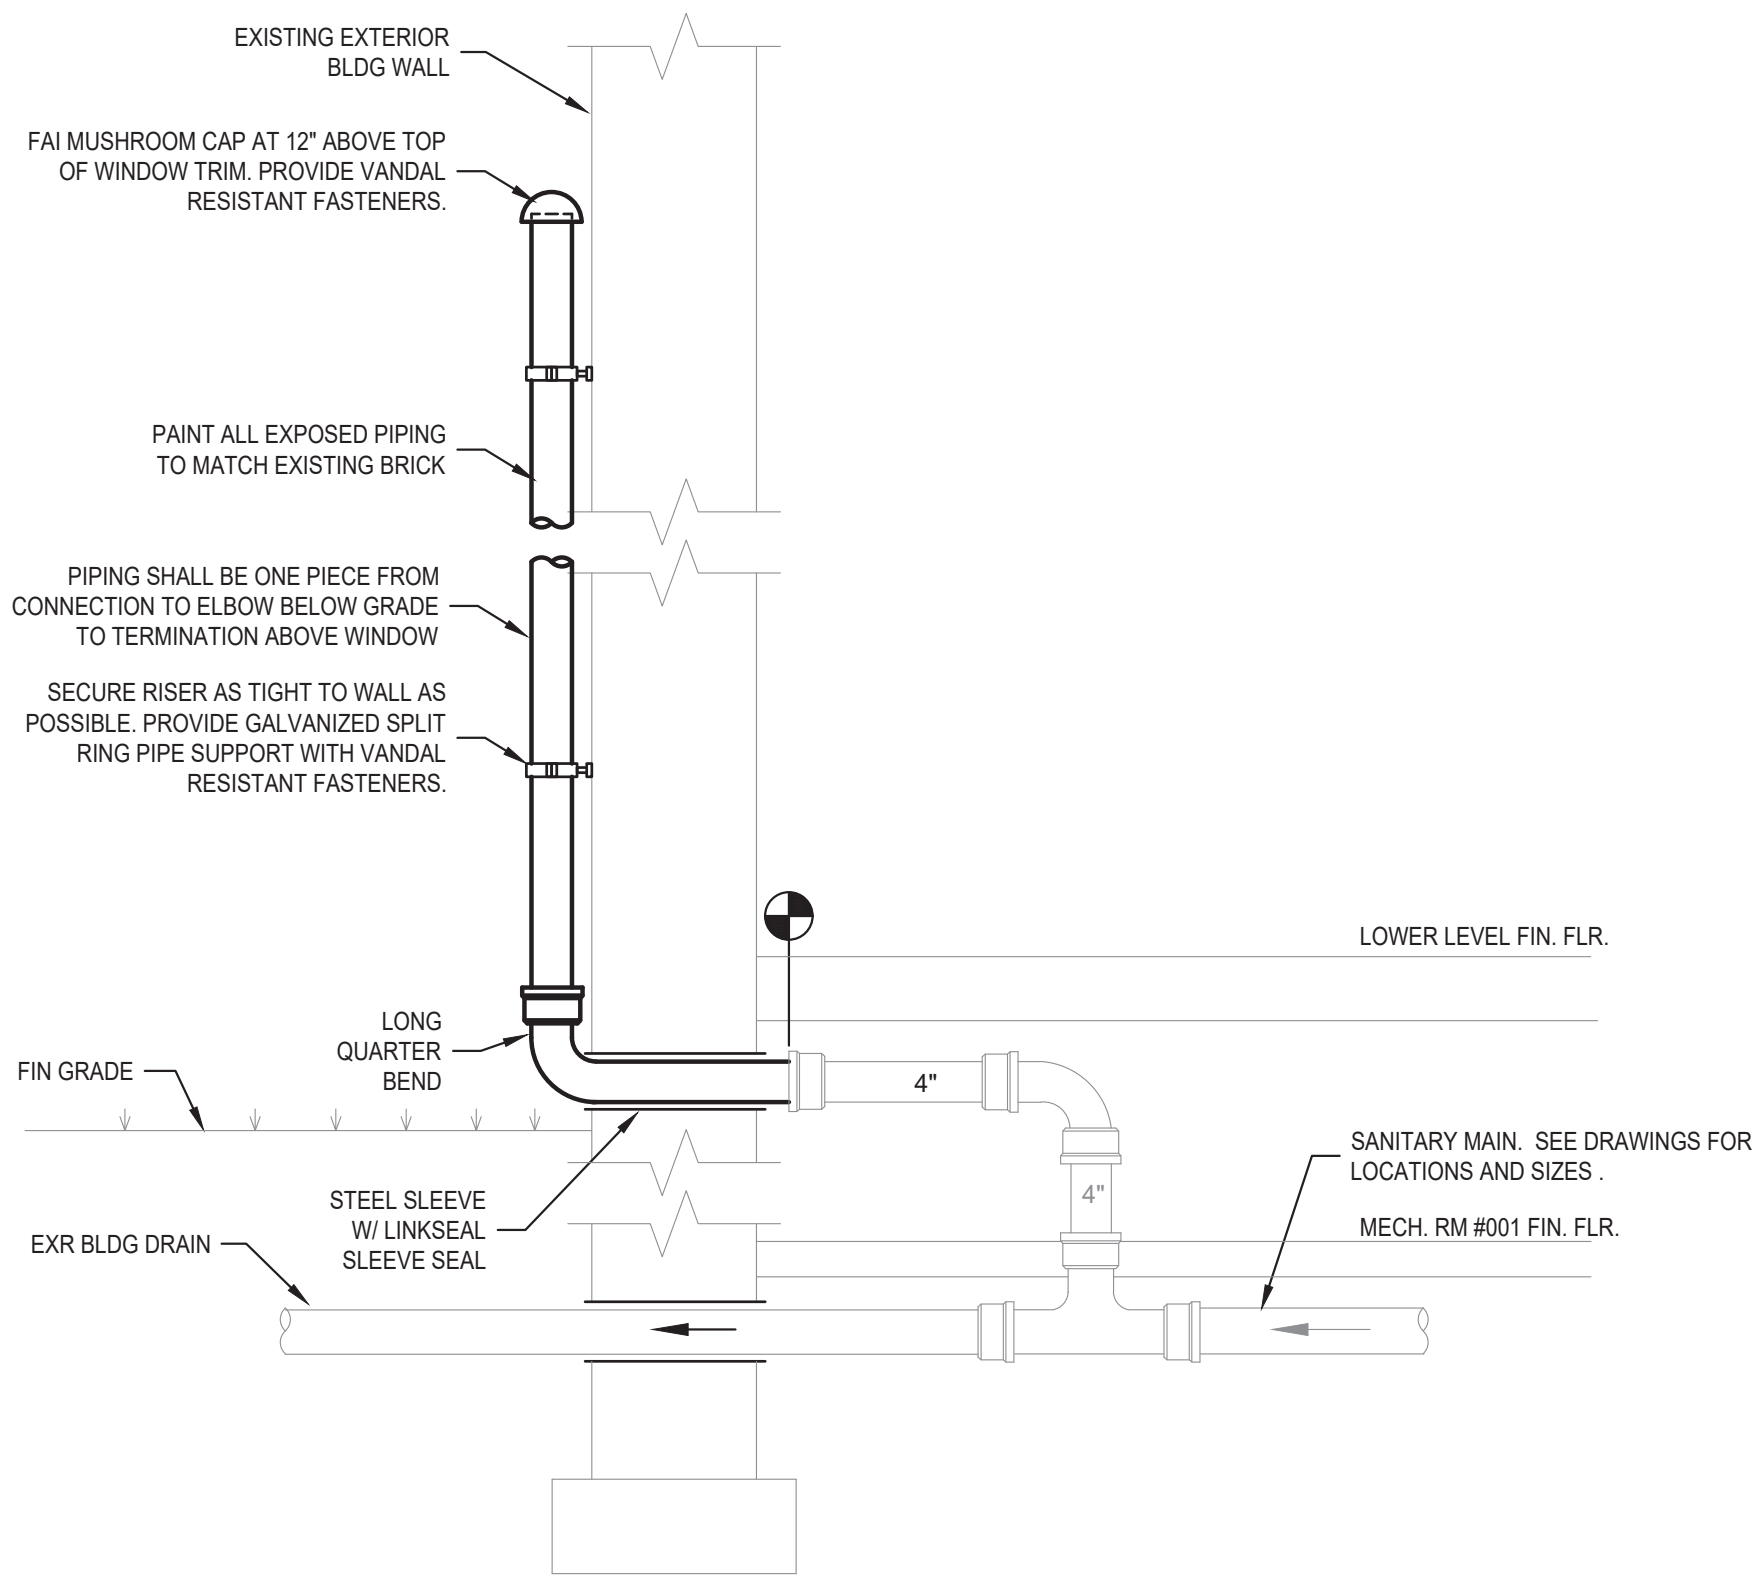 EXISTING EXTERIOR
BLDG WALL
FAI MUSHROOM CAP AT 12" ABOVE TOP
OF WINDOW TRIM. PROVIDE VANDAL
RESISTANT FASTENERS.
PAINT ALL EXPOSED PIPING
TO MATCH EXISTING BRICK
PIPING SHALL BE ONE PIECE FROM
CONNECTION TO ELBOW BELOW GRADE
TO TERMINATION ABOVE WINDOW
SECURE RISER AS TIGHT TO WALL AS
POSSIBLE. PROVIDE GALVANIZED SPLIT
RING PIPE SUPPORT WITH VANDAL
RESISTANT FASTENERS.
LOWER LEVEL FIN. FLR.
LONG
QUARTER
BEND
FIN GRADE
4"
SANITARY MAIN. SEE DRAWINGS FOR
LOCATIONS AND SIZES .
4"
STEEL SLEEVE
W/ LINKSEAL
SLEEVE SEAL
MECH. RM #001 FIN. FLR.
EXR BLDG DRAIN